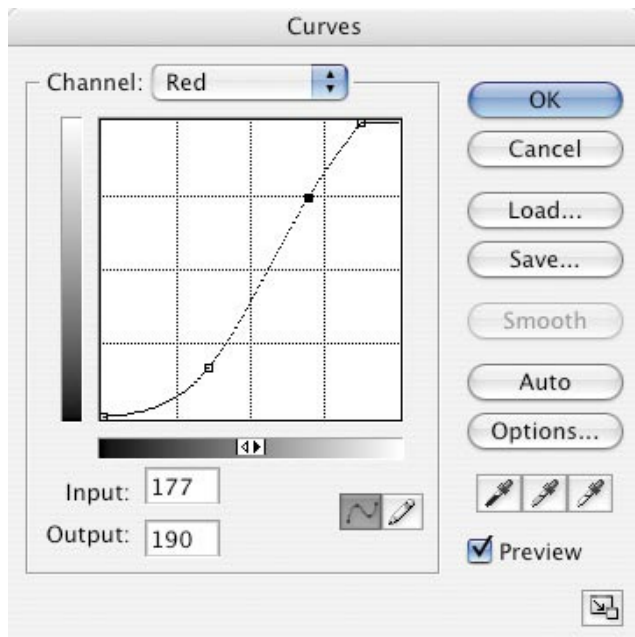 Curves
Channel: Red
OK
Cancel
Load...
Save...
Smooth
Auto
Options...
Input: 177
Output: 190
Preview